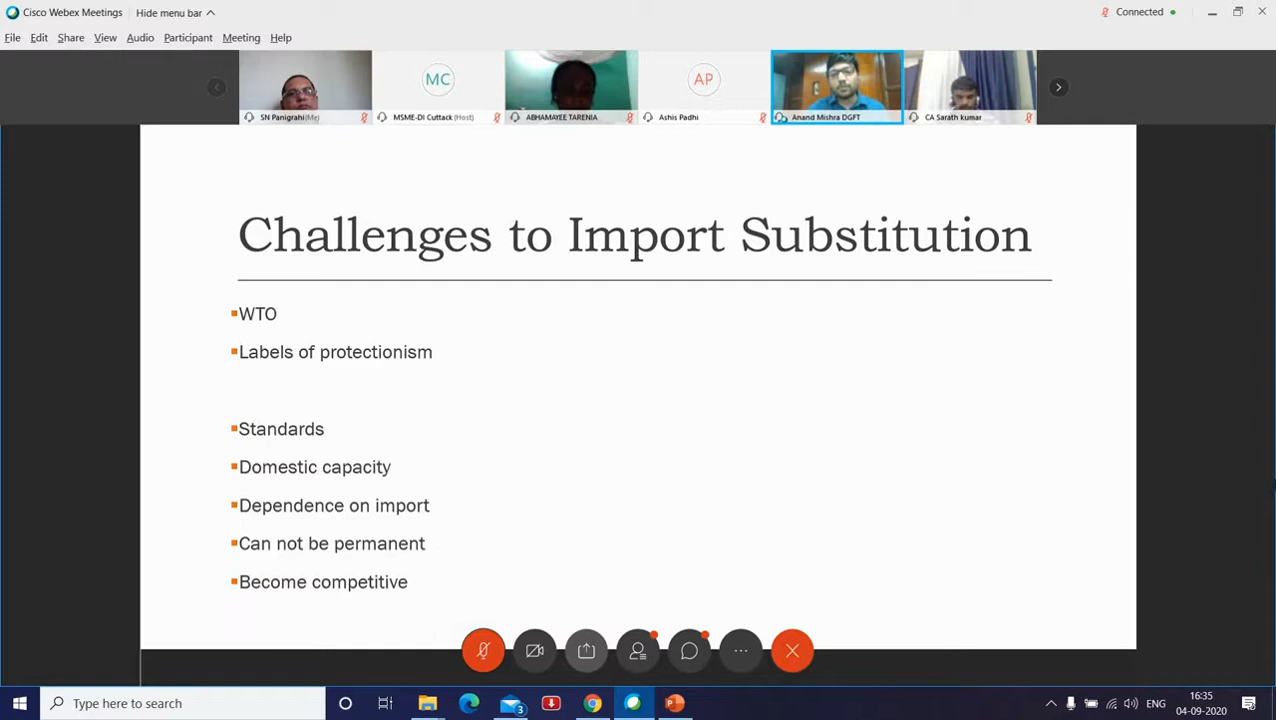 Cisco Webex Meetings
Hide menu bar
Connected
File Edit Share View Audio Participant Meeting Help
MC
AP
SN Panigrahi(Me)
MSME-DI Cuttack (Host)
ABHAMAYEE TARENIA
Ashis Padhi
Anand Mishra DGFT
CA Sarath kumar
Challenges to Import Substitution
WTO
Labels of protectionism
Standards
Domestic capacity
Dependence on import
Can not be permanent
Become competitive
Type here to search
3
ENG
16:35
04-09-2020